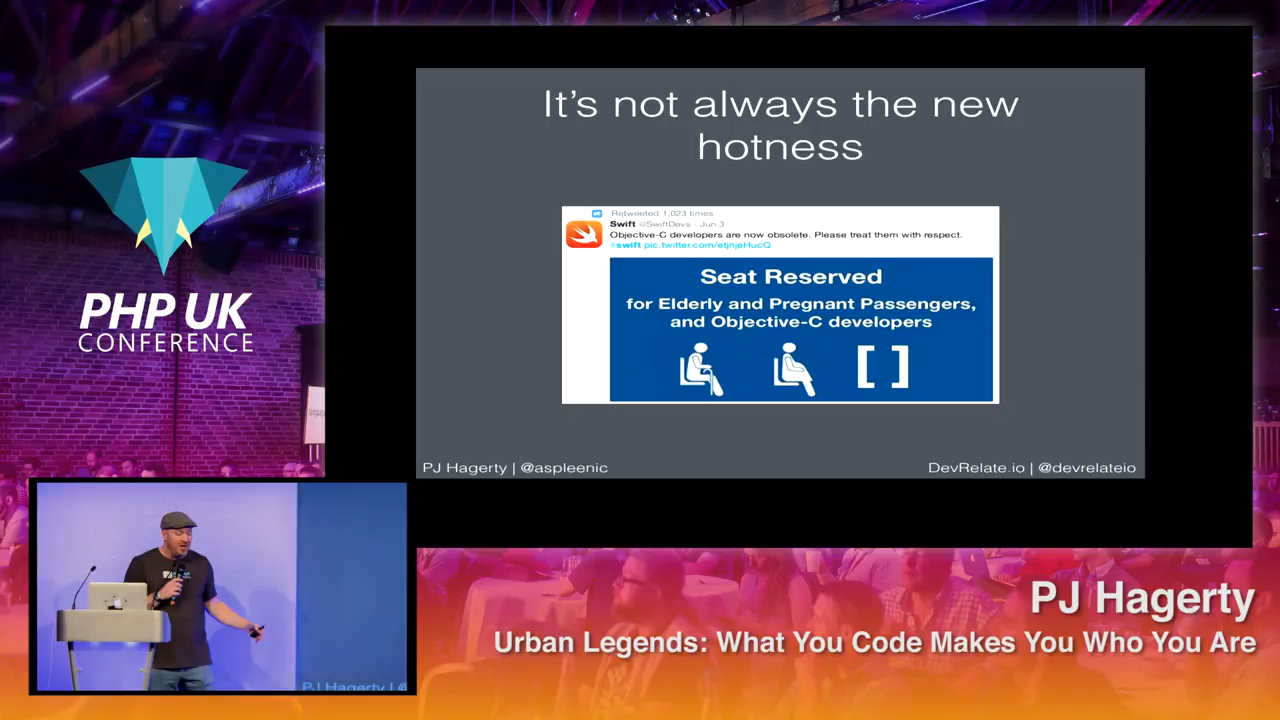 It's not always the new
hotness
Retweeted 1,023 times
Swift @SwiftDevs · Jun 3
Objective-C developers are now obsolete. Please treat them with respect.
#swift pic.twitter.com/etjnjeHucQ
Seat Reserved
for Elderly and Pregnant Passengers,
and Objective-C developers
[ ]
PJ Hagerty | @aspleenic
DevRelate.io | @devrelateio
PHP UK
CONFERENCE
PJ Hagerty | @
PJ Hagerty
Urban Legends: What You Code Makes You Who You Are